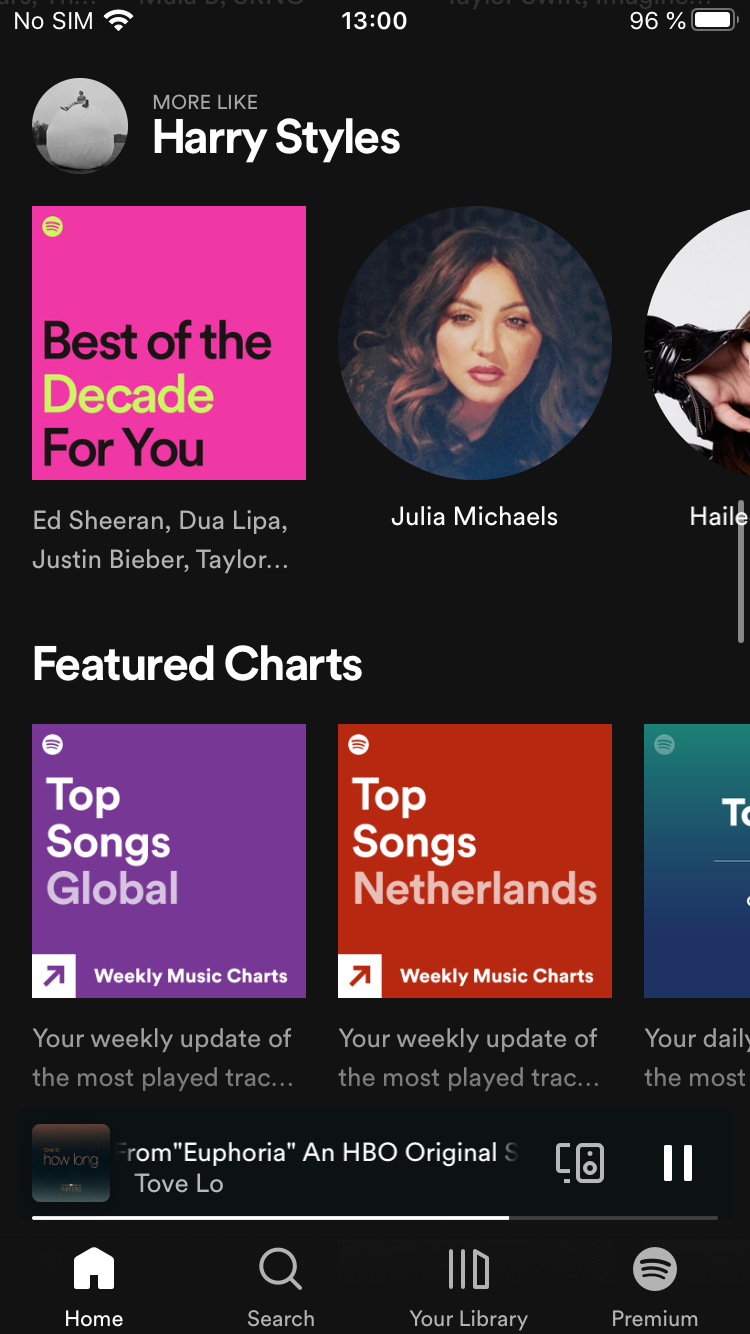 No SIM 13:00 96 %
MORE LIKE
Harry Styles
Best of the
Decade
For You
Ed Sheeran, Dua Lipa,
Justin Bieber, Taylor...
Julia Michaels
Featured Charts
Top
Songs
Global
Weekly Music Charts
Top
Songs
Netherlands
Weekly Music Charts
Your weekly update of
the most played trac...
Your weekly update of
the most played trac...
Your daily
the most
how long
From"Euphoria" An HBO Original S
Tove Lo
Home
Search
Your Library
Premium